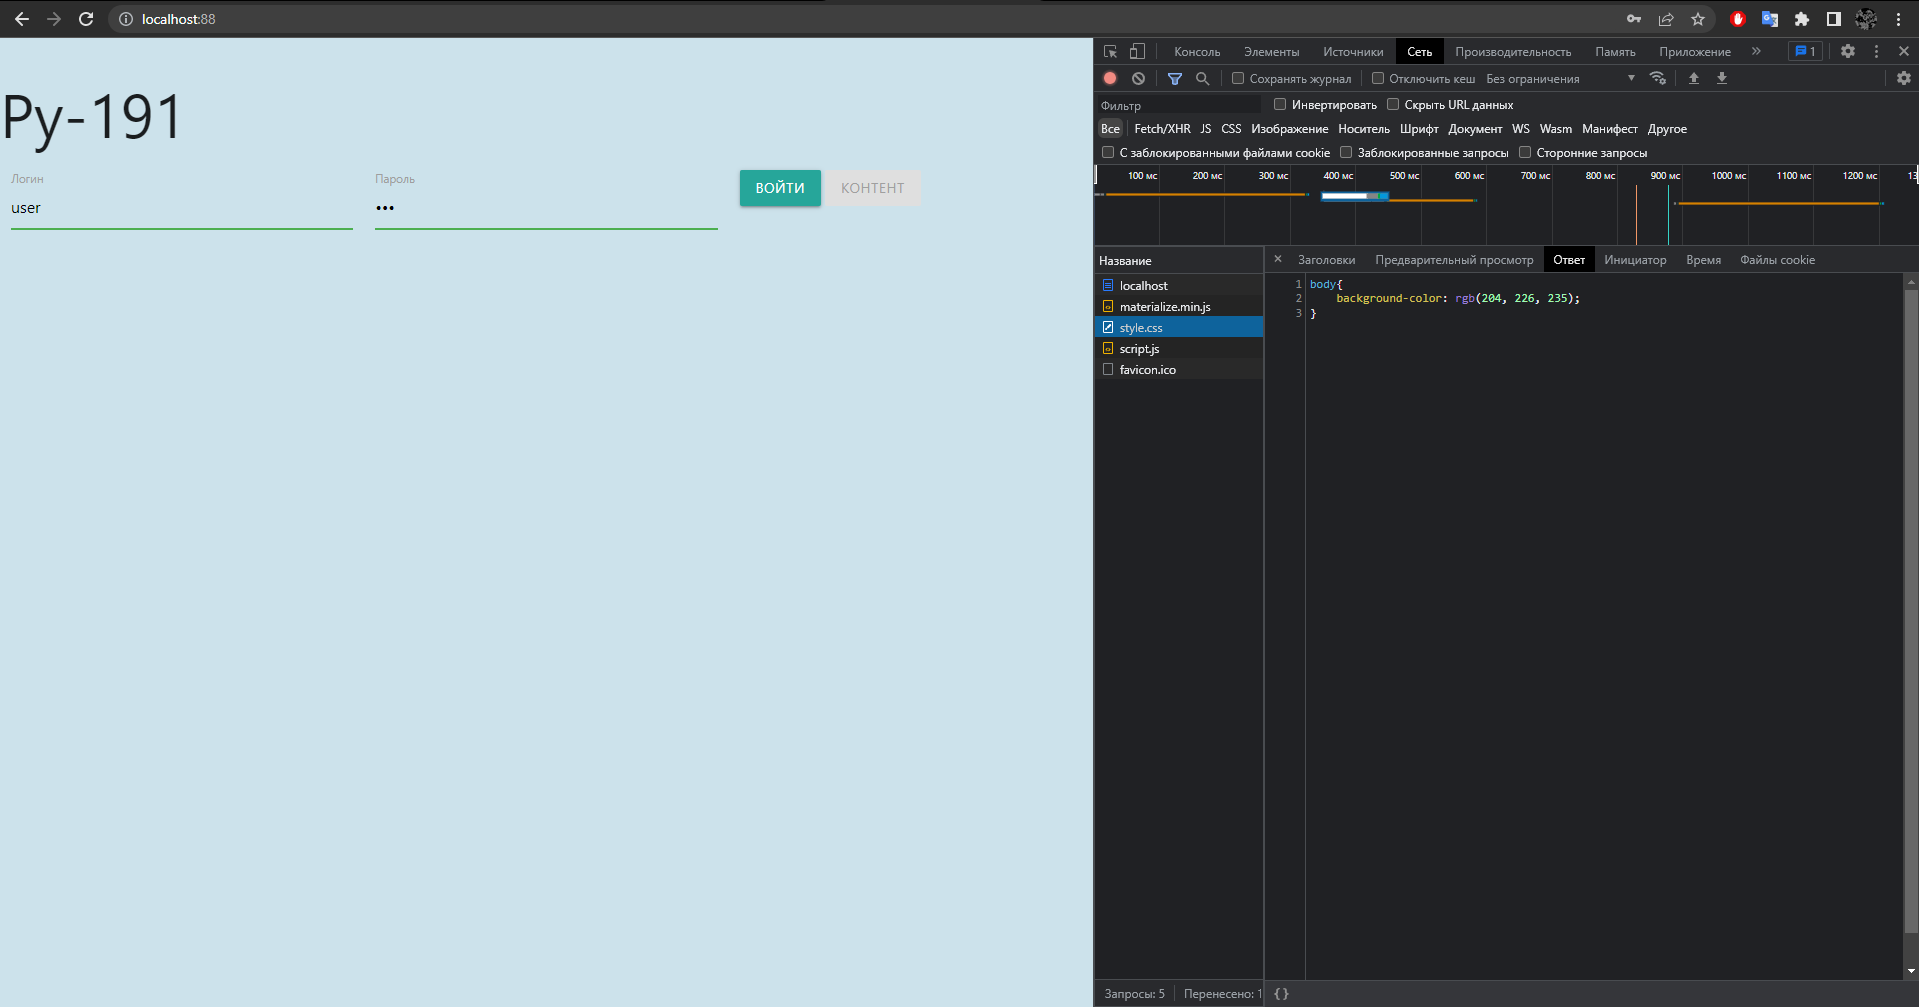 localhost:88
Py-191
Логин
Пароль
user
•••
ВОЙТИ
КОНТЕНТ
Консоль Элементы Источники Сеть Производительность Память Приложение » 1
Сохранять журнал Отключить кеш Без ограничения
Фильтр Инвертировать Скрыть URL данных
Все Fetch/XHR JS CSS Изображение Носитель Шрифт Документ WS Wasm Манифест Другое
С заблокированными файлами cookie Заблокированные запросы Сторонние запросы
100 мс 200 мс 300 мс 400 мс 500 мс 600 мс 700 мс 800 мс 900 мс 1000 мс 1100 мс 1200 мс 13
Название
localhost
materialize.min.js
style.css
script.js
favicon.ico
× Заголовки Предварительный просмотр Ответ Инициатор Время Файлы cookie
1 body{
2 background-color: rgb(204, 226, 235);
3 }
Запросы: 5 Перенесено: 1 {}